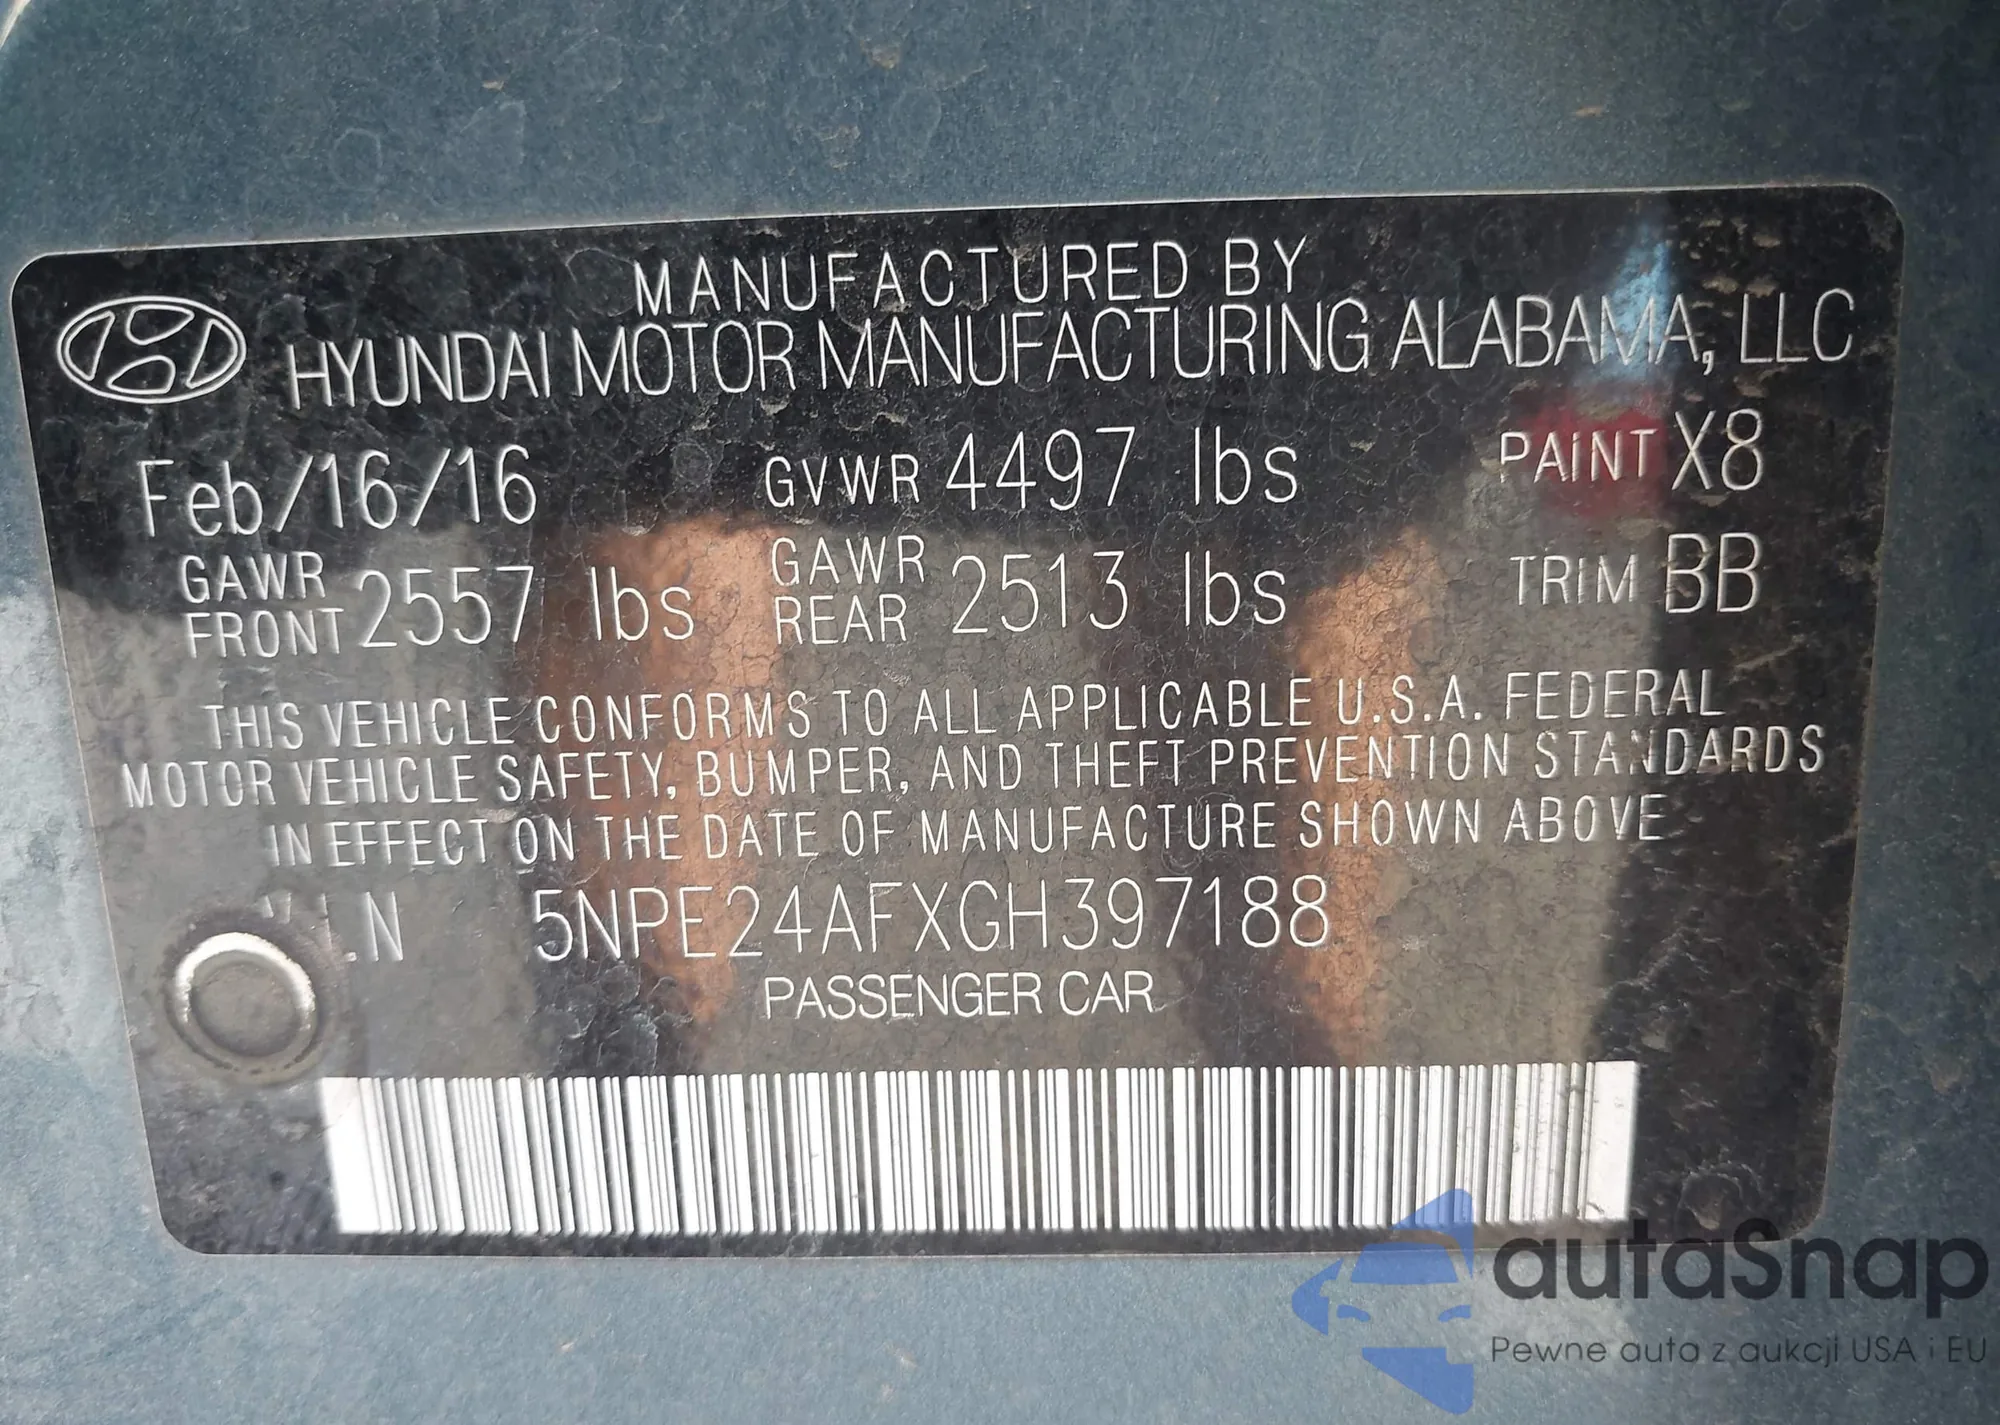 MANUFACTURED BY
HYUNDAI MOTOR MANUFACTURING ALABAMA, LLC
Feb/16/16 GVWR 4497 lbs PAINT X8
GAWR FRONT 2557 lbs GAWR REAR 2513 lbs TRIM BB
THIS VEHICLE CONFORMS TO ALL APPLICABLE U.S.A. FEDERAL
MOTOR VEHICLE SAFETY, BUMPER, AND THEFT PREVENTION STANDARDS
IN EFFECT ON THE DATE OF MANUFACTURE SHOWN ABOVE
V.I.N 5NPE24AFXGH397188
PASSENGER CAR
autaSnap
Pewne auta z aukcji USA i EU